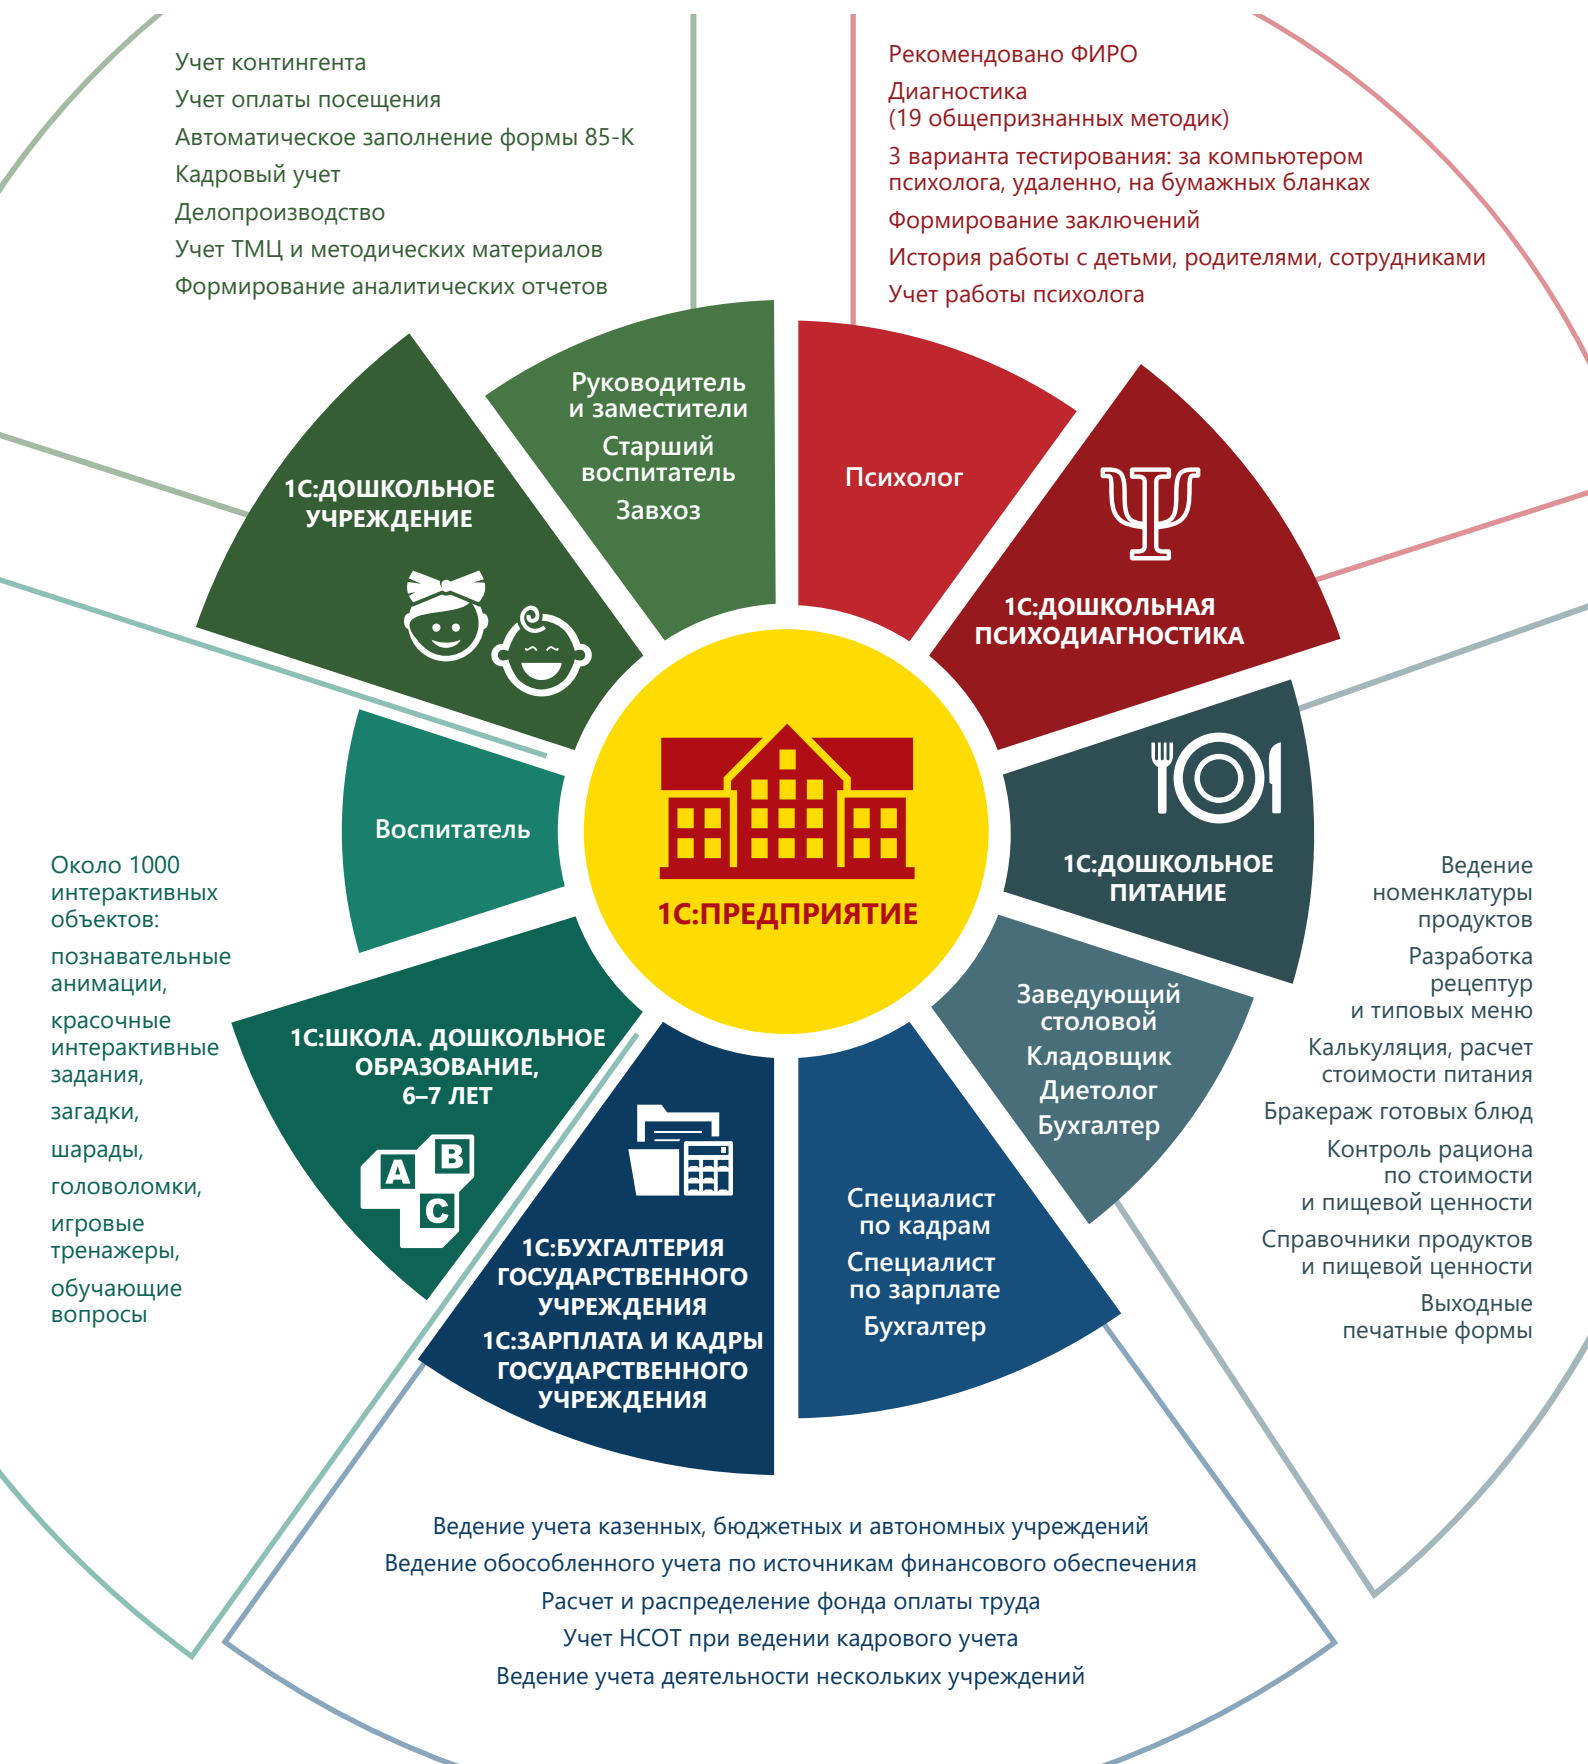 Учет контингента
Учет оплаты посещения
Автоматическое заполнение формы 85-К
Кадровый учет
Делопроизводство
Учет ТМЦ и методических материалов
Формирование аналитических отчетов
Рекомендовано ФИРО
Диагностика
(19 общепризнанных методик)
3 варианта тестирования: за компьютером
психолога, удаленно, на бумажных бланках
Формирование заключений
История работы с детьми, родителями, сотрудниками
Учет работы психолога
1С:ДОШКОЛЬНОЕ
УЧРЕЖДЕНИЕ
Руководитель
и заместители
Старший
воспитатель
Завхоз
Психолог
1С:ДОШКОЛЬНАЯ
ПСИХОДИАГНОСТИКА
Воспитатель
1С:ПРЕДПРИЯТИЕ
1С:ДОШКОЛЬНОЕ
ПИТАНИЕ
Заведующий
столовой
Кладовщик
Диетолог
Бухгалтер
1С:ШКОЛА. ДОШКОЛЬНОЕ
ОБРАЗОВАНИЕ,
6–7 ЛЕТ
A
B
C
1С:БУХГАЛТЕРИЯ
ГОСУДАРСТВЕННОГО
УЧРЕЖДЕНИЯ
1С:ЗАРПЛАТА И КАДРЫ
ГОСУДАРСТВЕННОГО
УЧРЕЖДЕНИЯ
Специалист
по кадрам
Специалист
по зарплате
Бухгалтер
Около 1000
интерактивных
объектов:
познавательные
анимации,
красочные
интерактивные
задания,
загадки,
шарады,
головоломки,
игровые
тренажеры,
обучающие
вопросы
Ведение
номенклатуры
продуктов
Разработка
рецептур
и типовых меню
Калькуляция, расчет
стоимости питания
Бракераж готовых блюд
Контроль рациона
по стоимости
и пищевой ценности
Справочники продуктов
и пищевой ценности
Выходные
печатные формы
Ведение учета казенных, бюджетных и автономных учреждений
Ведение обособленного учета по источникам финансового обеспечения
Расчет и распределение фонда оплаты труда
Учет НСОТ при ведении кадрового учета
Ведение учета деятельности нескольких учреждений